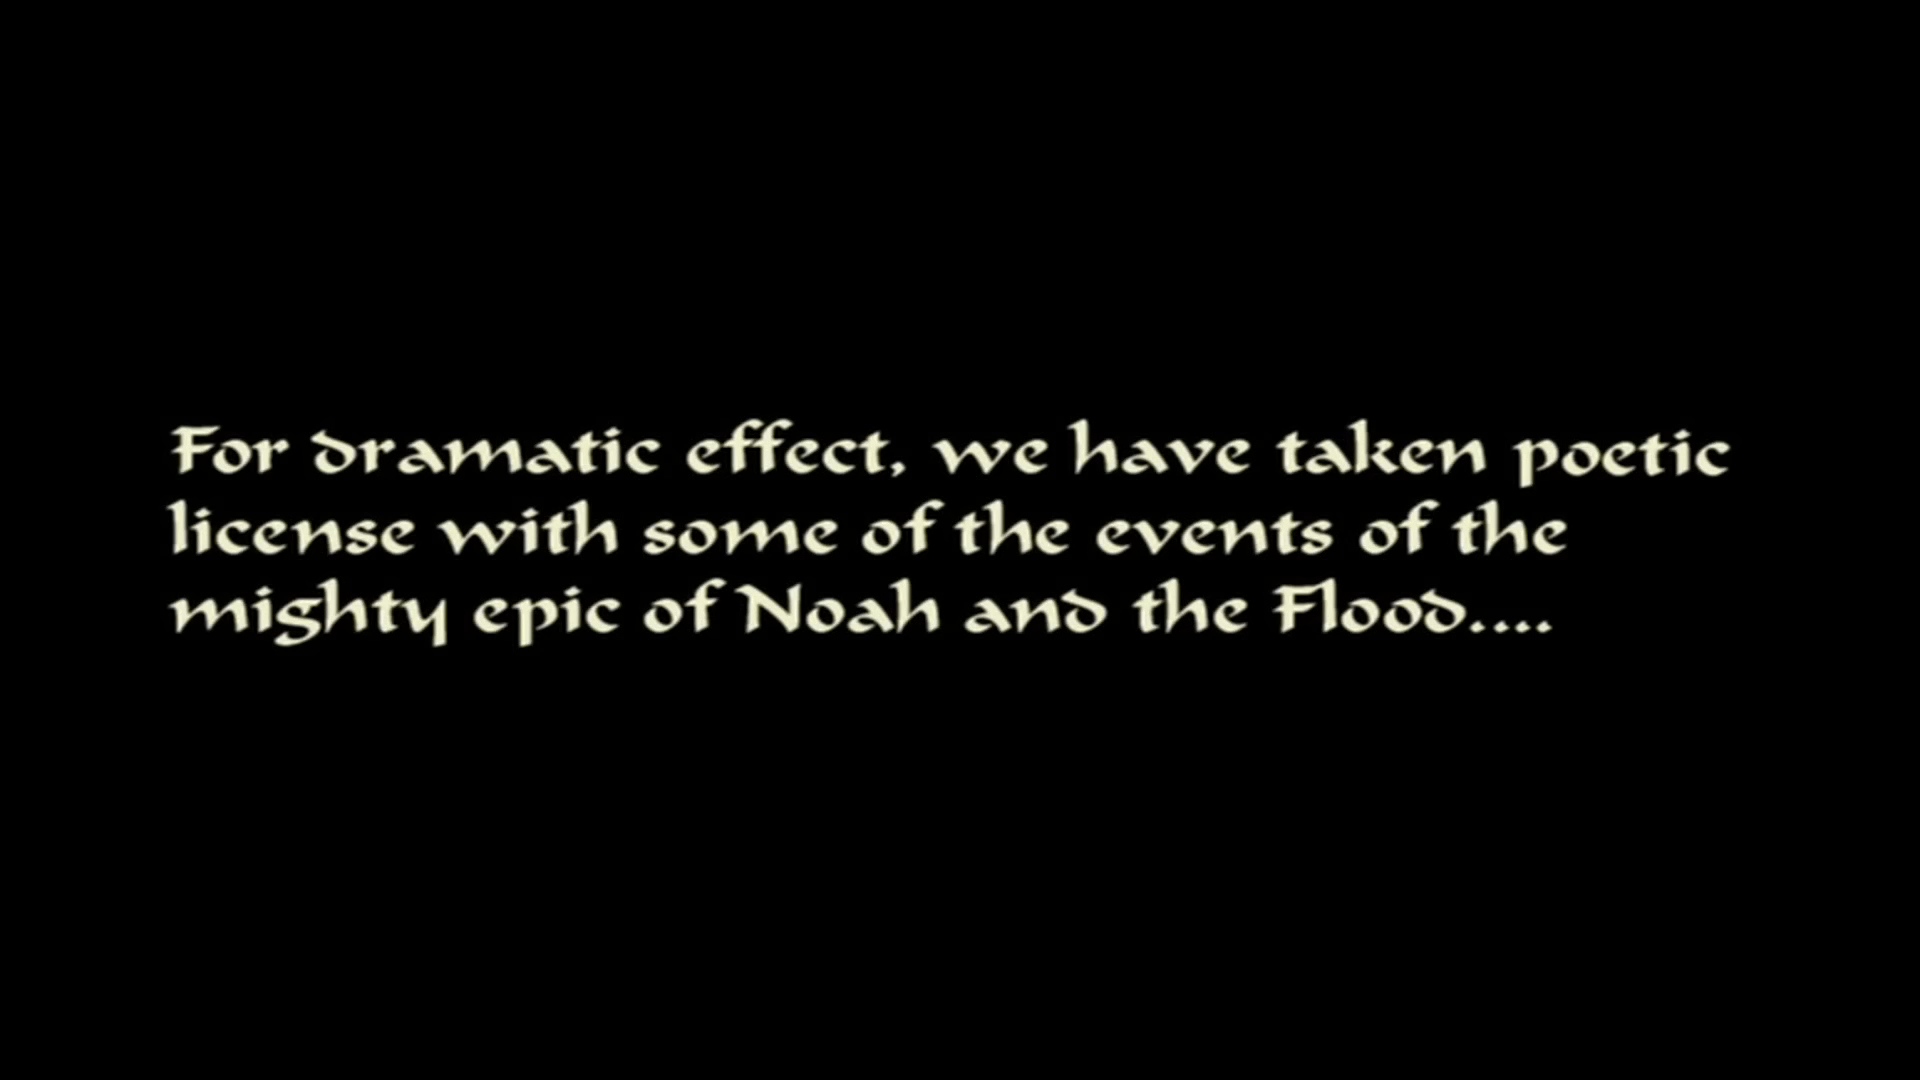 For dramatic effect, we have taken poetic
license with some of the events of the
mighty epic of Noah and the Flood....